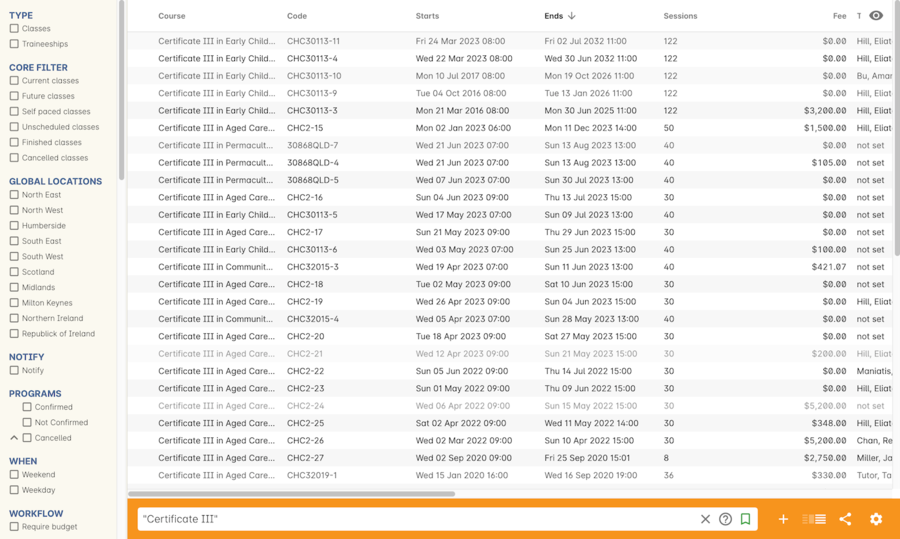 TYPE
Classes
Traineeships
CORE FILTER
Current classes
Future classes
Self paced classes
Unscheduled classes
Finished classes
Cancelled classes
GLOBAL LOCATIONS
North East
North West
Humberside
South East
South West
Scotland
Midlands
Milton Keynes
Northern Ireland
Republick of Ireland
NOTIFY
Notify
PROGRAMS
Confirmed
Not Confirmed
Cancelled
WHEN
Weekend
Weekday
WORKFLOW
Require budget
Course Code Starts Ends Sessions Fee T
Certificate III in Early Child... CHC30113-11 Fri 24 Mar 2023 08:00 Fri 02 Jul 2032 11:00 122 $0.00 Hill, Eliat
Certificate III in Early Child... CHC30113-4 Wed 22 Mar 2023 08:00 Wed 30 Jun 2032 11:00 122 $0.00 Hill, Eliat
Certificate III in Early Child... CHC30113-10 Mon 10 Jul 2017 08:00 Mon 19 Oct 2026 11:00 122 $0.00 Bu, Amar
Certificate III in Early Child... CHC30113-9 Tue 04 Oct 2016 08:00 Tue 13 Jan 2026 11:00 122 $0.00 Hill, Eliat
Certificate III in Early Child... CHC30113-3 Mon 21 Mar 2016 08:00 Mon 30 Jun 2025 11:00 122 $3,200.00 Hill, Eliat
Certificate III in Aged Care... CHC2-15 Mon 02 Jan 2023 06:00 Mon 11 Dec 2023 14:00 50 $1,500.00 Hill, Eliat
Certificate III in Permacult... 30868QLD-7 Wed 21 Jun 2023 07:00 Sun 13 Aug 2023 13:00 40 $0.00 not set
Certificate III in Permacult... 30868QLD-4 Wed 21 Jun 2023 07:00 Sun 13 Aug 2023 13:00 40 $105.00 not set
Certificate III in Permacult... 30868QLD-5 Wed 07 Jun 2023 07:00 Sun 30 Jul 2023 13:00 40 $0.00 not set
Certificate III in Aged Care... CHC2-16 Sun 04 Jun 2023 09:00 Thu 13 Jul 2023 15:00 30 $0.00 not set
Certificate III in Early Child... CHC30113-5 Wed 17 May 2023 07:00 Sun 09 Jul 2023 13:00 40 $0.00 not set
Certificate III in Aged Care... CHC2-17 Sun 21 May 2023 09:00 Thu 29 Jun 2023 15:00 30 $0.00 not set
Certificate III in Early Child... CHC30113-6 Wed 03 May 2023 07:00 Sun 25 Jun 2023 13:00 40 $100.00 not set
Certificate III in Communit... CHC32015-3 Wed 19 Apr 2023 07:00 Sun 11 Jun 2023 13:00 40 $421.07 not set
Certificate III in Aged Care... CHC2-18 Tue 02 May 2023 09:00 Sat 10 Jun 2023 15:00 30 $0.00 not set
Certificate III in Aged Care... CHC2-19 Wed 26 Apr 2023 09:00 Sun 04 Jun 2023 15:00 30 $0.00 Hill, Eliat
Certificate III in Communit... CHC32015-4 Wed 05 Apr 2023 07:00 Sun 28 May 2023 13:00 40 $0.00 not set
Certificate III in Aged Care... CHC2-20 Tue 18 Apr 2023 09:00 Sat 27 May 2023 15:00 30 $0.00 not set
Certificate III in Aged Care... CHC2-21 Wed 12 Apr 2023 09:00 Sun 21 May 2023 15:00 30 $200.00 Hill, Eliat
Certificate III in Aged Care... CHC2-22 Sun 05 Jun 2022 09:00 Thu 14 Jul 2022 15:00 30 $0.00 Maniatis,
Certificate III in Aged Care... CHC2-23 Sun 01 May 2022 09:00 Thu 09 Jun 2022 15:00 30 $0.00 Hill, Eliat
Certificate III in Aged Care... CHC2-24 Wed 06 Apr 2022 09:00 Sun 15 May 2022 15:00 30 $5,200.00 not set
Certificate III in Aged Care... CHC2-25 Sat 02 Apr 2022 09:00 Wed 11 May 2022 14:00 30 $348.00 Hill, Eliat
Certificate III in Aged Care... CHC2-26 Wed 02 Mar 2022 09:00 Sun 10 Apr 2022 15:00 30 $5,200.00 Chan, Re
Certificate III in Aged Care... CHC2-27 Wed 02 Sep 2020 09:00 Fri 25 Sep 2020 15:01 8 $2,750.00 Miller, Ja
Certificate III in Aged Care... CHC32019-1 Wed 15 Jan 2020 16:00 Wed 16 Sep 2020 19:00 36 $330.00 Tutor, Ta
"Certificate III"